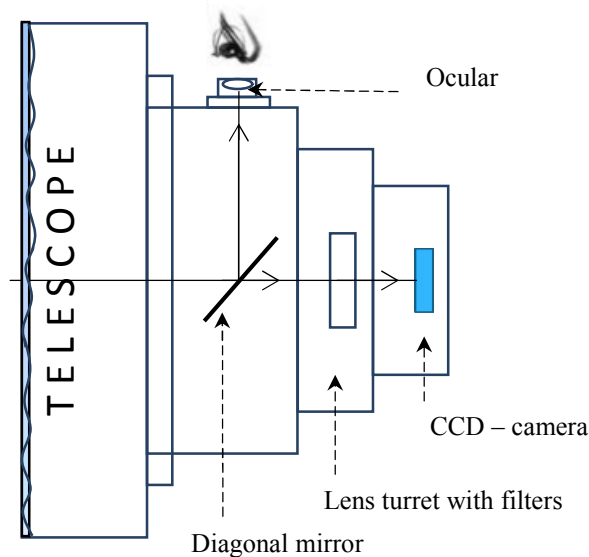 Ocular
TELESCOPE
CCD – camera
Lens turret with filters
Diagonal mirror